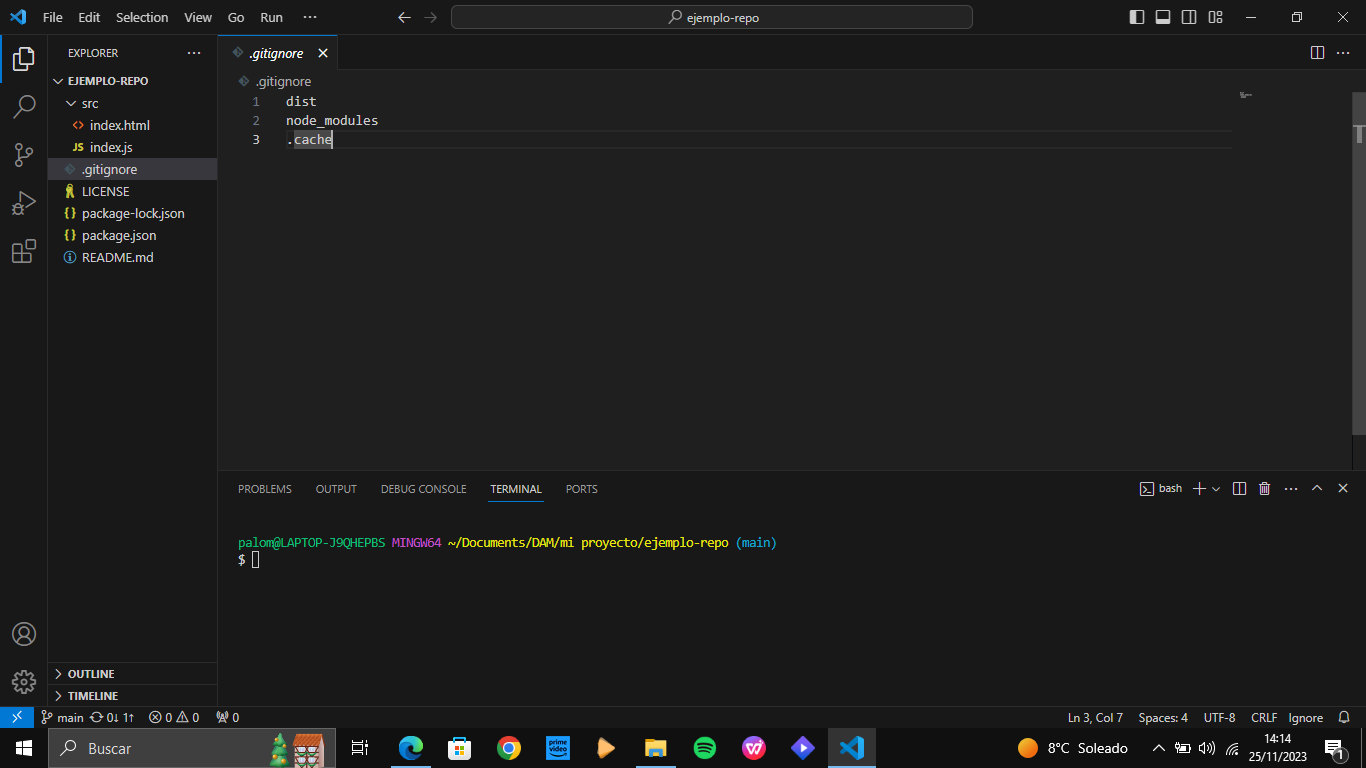 File Edit Selection View Go Run ···
ejemplo-repo
EXPLORER ···
EJEMPLO-REPO
src
index.html
JS index.js
.gitignore
LICENSE
{} package-lock.json
{} package.json
README.md
OUTLINE
TIMELINE
.gitignore
.gitignore
1 dist
2 node_modules
3 .cache
PROBLEMS OUTPUT DEBUG CONSOLE TERMINAL PORTS
bash
palom@LAPTOP-J9QHEPBS MINGW64 ~/Documents/DAM/mi proyecto/ejemplo-repo (main)
$
main 0↓ 1↑ 0 0 0
Ln 3, Col 7 Spaces: 4 UTF-8 CRLF Ignore
Buscar
prime video
8°C Soleado
14:14
25/11/2023
1